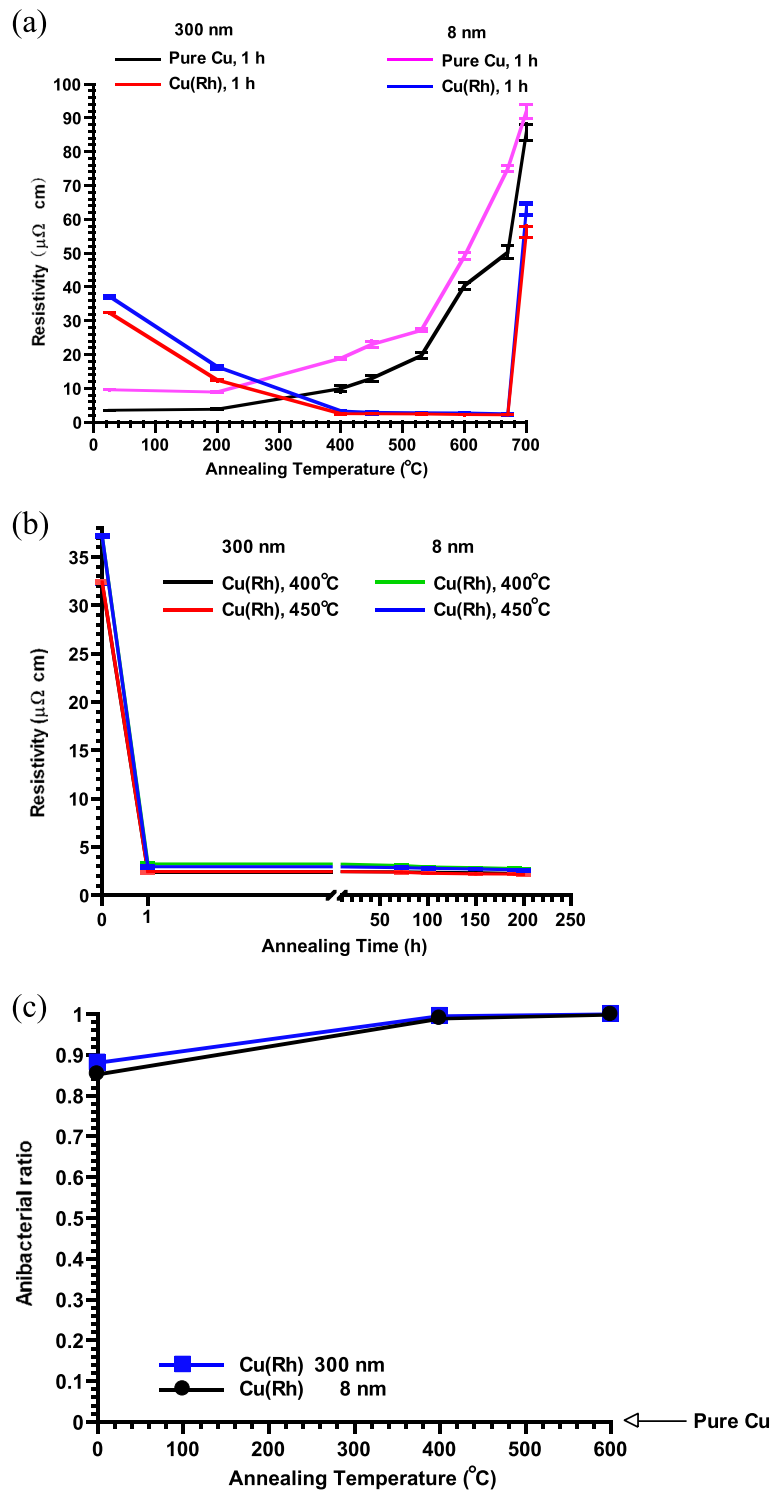 (a)
300 nm 8 nm
Pure Cu, 1 h Pure Cu, 1 h
Cu(Rh), 1 h Cu(Rh), 1 h
100
90
80
70
60
50
40
30
20
10
0
Resistivity (μΩ cm)
0 100 200 300 400 500 600 700
Annealing Temperature (°C)
(b)
300 nm 8 nm
Cu(Rh), 400°C Cu(Rh), 400°C
Cu(Rh), 450°C Cu(Rh), 450°C
35
30
25
20
15
10
5
0
Resistivity (μΩ cm)
0 1 50 100 150 200 250
Annealing Time (h)
(c)
1
0.9
0.8
0.7
0.6
0.5
0.4
0.3
0.2
0.1
0
Anibacterial ratio
Cu(Rh) 300 nm
Cu(Rh) 8 nm
Pure Cu
0 100 200 300 400 500 600
Annealing Temperature (°C)